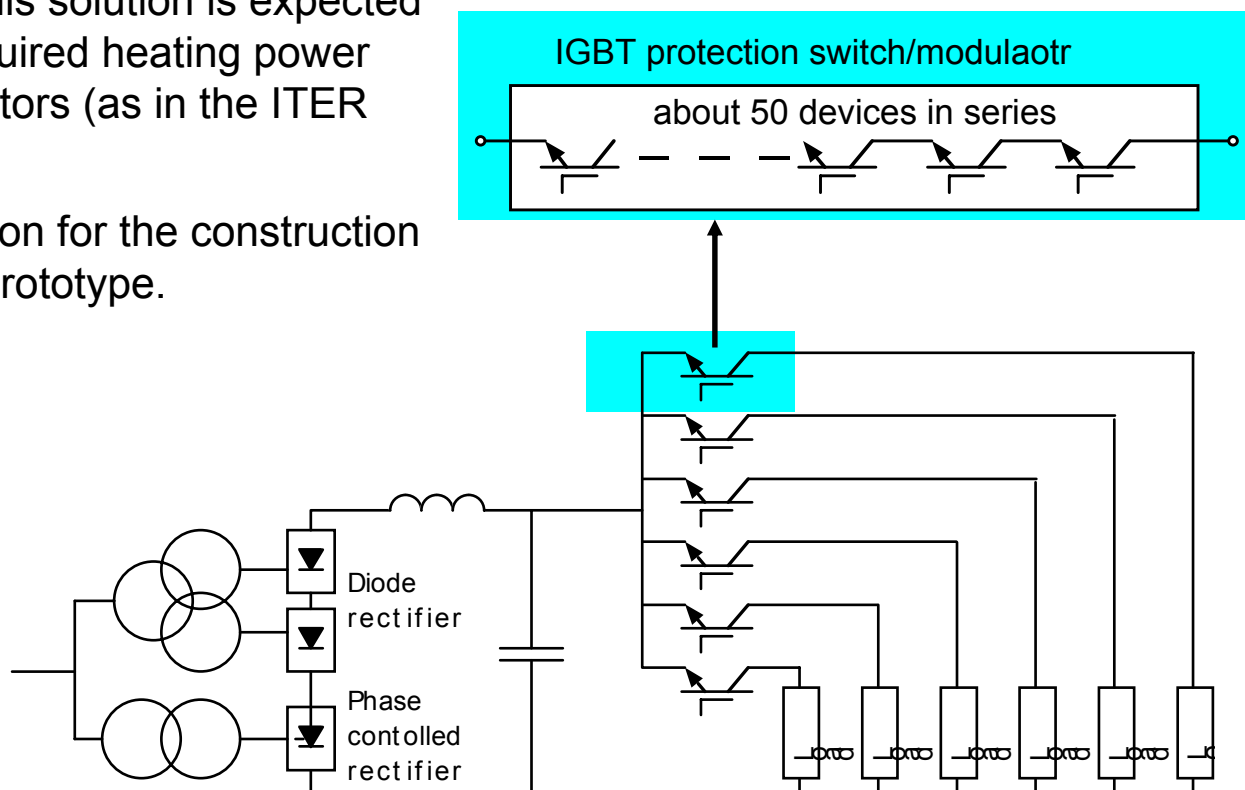 his solution is expected
uired heating power
tors (as in the ITER
on for the construction
rototype.
IGBT protection switch/modulaotr
about 50 devices in series
Diode
rectifier
Phase
contolled
rectifier